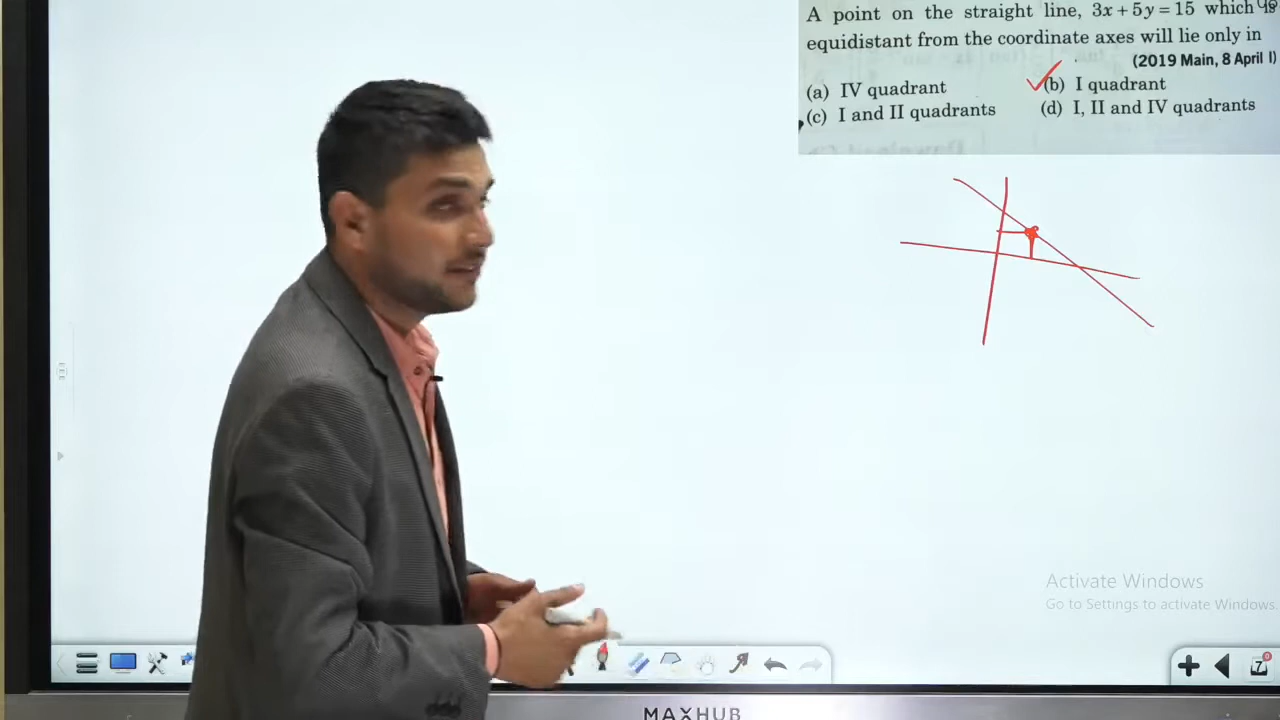 A point on the straight line, 3x + 5y = 15 which is
equidistant from the coordinate axes will lie only in
(2019 Main, 8 April I)
(a) IV quadrant (b) I quadrant
(c) I and II quadrants (d) I, II and IV quadrants
Activate Windows
Go to Settings to activate Windows.
7
MAXHUB